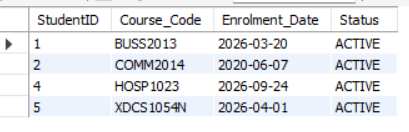 StudentID Course_Code Enrolment_Date Status
1 BUSS2013 2026-03-20 ACTIVE
2 COMM2014 2020-06-07 ACTIVE
4 HOSP1023 2026-09-24 ACTIVE
5 XDCS1054N 2026-04-01 ACTIVE